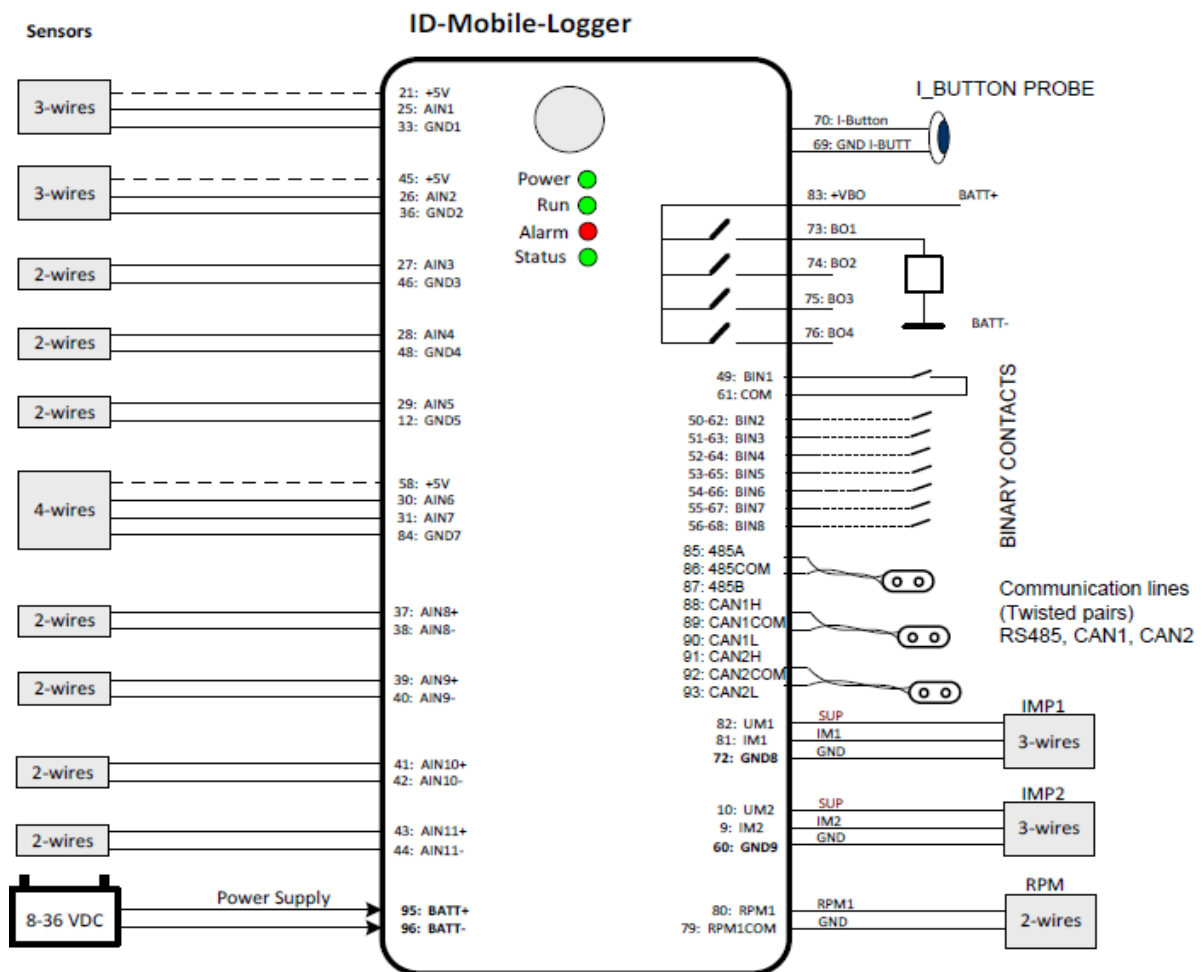 ID-Mobile-Logger
Sensors
3-wires
21: +5V
25: AIN1
33: GND1
3-wires
45: +5V
26: AIN2
36: GND2
2-wires
27: AIN3
46: GND3
2-wires
28: AIN4
48: GND4
2-wires
29: AIN5
12: GND5
4-wires
58: +5V
30: AIN6
31: AIN7
84: GND7
2-wires
37: AIN8+
38: AIN8-
2-wires
39: AIN9+
40: AIN9-
2-wires
41: AIN10+
42: AIN10-
2-wires
43: AIN11+
44: AIN11-
8-36 VDC
Power Supply
95: BATT+
96: BATT-
Power
Run
Alarm
Status
I_BUTTON PROBE
70: I-Button
69: GND I-BUTT
83: +VBO BATT+
73: BO1
74: BO2
75: BO3
76: BO4
BATT-
49: BIN1
61: COM
50-62: BIN2
51-63: BIN3
52-64: BIN4
53-65: BIN5
54-66: BIN6
55-67: BIN7
56-68: BIN8
BINARY CONTACTS
85: 485A
86: 485COM
87: 485B
88: CAN1H
89: CAN1COM
90: CAN1L
91: CAN2H
92: CAN2COM
93: CAN2L
Communication lines
(Twisted pairs)
RS485, CAN1, CAN2
IMP1
82: UM1 SUP
81: IM1 IM1
72: GND8 GND
3-wires
IMP2
10: UM2 SUP
9: IM2 IM2
60: GND9 GND
3-wires
RPM
80: RPM1 RPM1
79: RPM1COM GND
2-wires